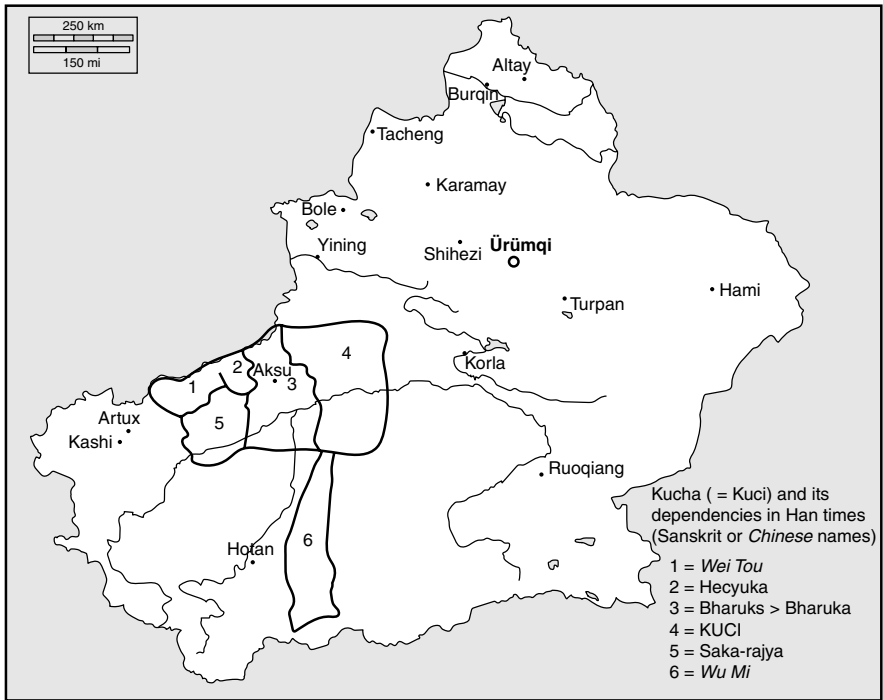 250 km
150 mi
Altay
Burqin
Tacheng
Karamay
Bole
Yining
Shihezi
Ürümqi
Turpan
Hami
Korla
4
2
Aksu
3
1
5
Artux
Kashi
Ruoqiang
Hotan
6
Kucha ( = Kuci) and its
dependencies in Han times
(Sanskrit or Chinese names)
1 = Wei Tou
2 = Hecyuka
3 = Bharuks > Bharuka
4 = KUCI
5 = Saka-rajya
6 = Wu Mi